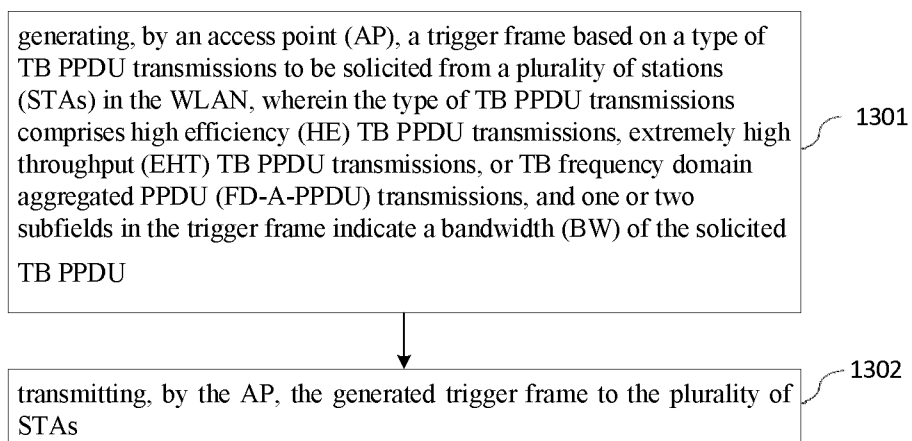 generating, by an access point (AP), a trigger frame based on a type of
TB PPDU transmissions to be solicited from a plurality of stations
(STAs) in the WLAN, wherein the type of TB PPDU transmissions
comprises high efficiency (HE) TB PPDU transmissions, extremely high
throughput (EHT) TB PPDU transmissions, or TB frequency domain
aggregated PPDU (FD-A-PPDU) transmissions, and one or two
subfields in the trigger frame indicate a bandwidth (BW) of the solicited
TB PPDU
1301
transmitting, by the AP, the generated trigger frame to the plurality of
STAs
1302